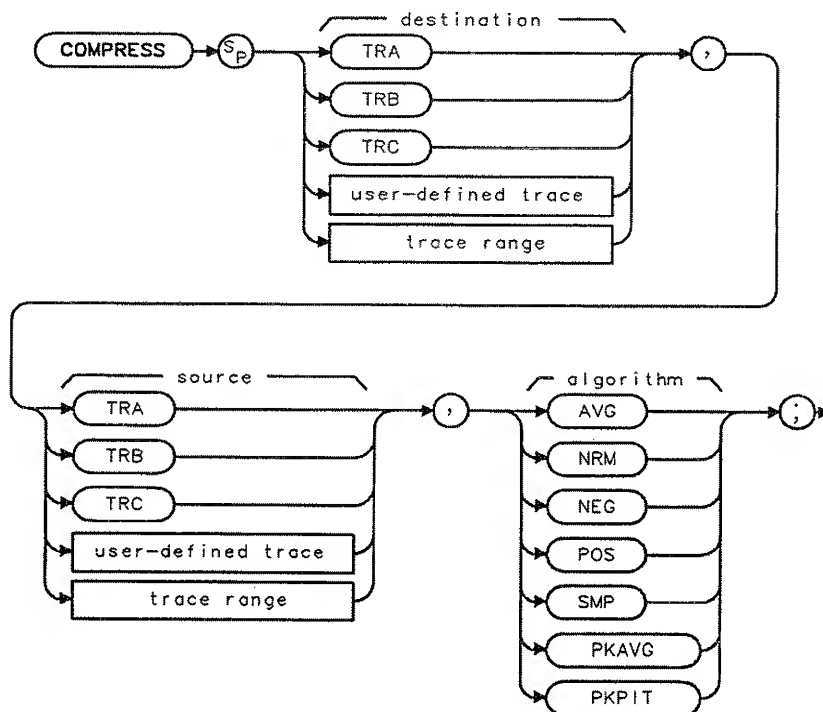 destination
COMPRESS SP TRA ,
TRB
TRC
user-defined trace
trace range
source
TRA ,
TRB
TRC
user-defined trace
trace range
algorithm
AVG ;
NRM
NEG
POS
SMP
PKAVG
PKPIT